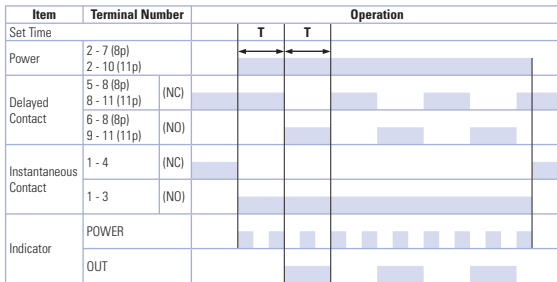 Item Terminal Number Operation
Set Time T T
Power 2 - 7 (8p)
2 - 10 (11p)
Delayed Contact 5 - 8 (8p)
8 - 11 (11p) (NC)
6 - 8 (8p)
9 - 11 (11p) (NO)
Instantaneous Contact 1 - 4 (NC)
1 - 3 (NO)
Indicator POWER
OUT